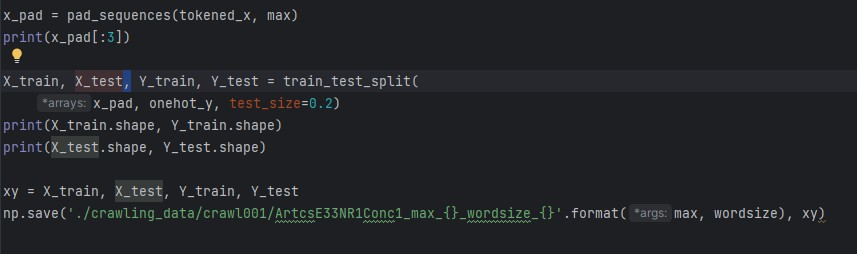 x_pad = pad_sequences(tokened_x, max)
print(x_pad[:3])
X_train, X_test, Y_train, Y_test = train_test_split(
*arrays: x_pad, onehot_y, test_size=0.2)
print(X_train.shape, Y_train.shape)
print(X_test.shape, Y_test.shape)
xy = X_train, X_test, Y_train, Y_test
np.save('./crawling_data/crawl001/ArtcsE33NR1Conc1_max_{}_wordsize_{}'.format( *args: max, wordsize), xy)